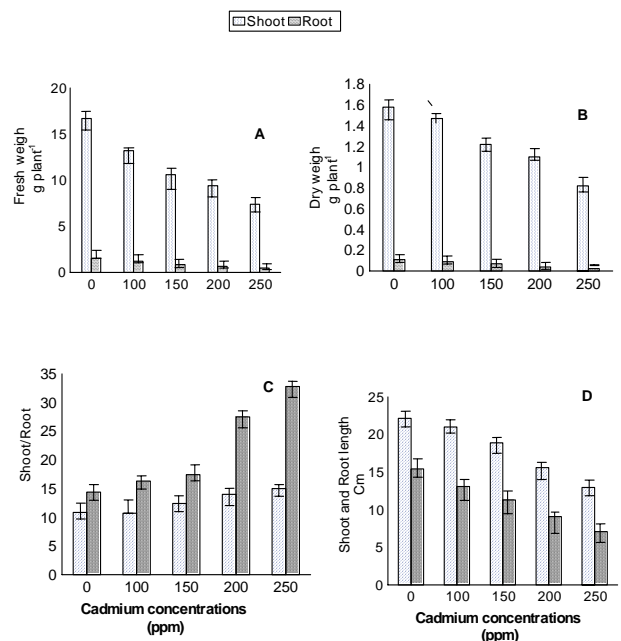 Shoot Root
A
Fresh weigh
g plant-1
20
15
10
5
0
0 100 150 200 250
B
Dry weigh
g plant-1
1.8
1.6
1.4
1.2
1
0.8
0.6
0.4
0.2
0
0 100 150 200 250
C
Shoot/Root
35
30
25
20
15
10
5
0
0 100 150 200 250
Cadmium concentrations
(ppm)
D
Shoot and Root length
Cm
25
20
15
10
5
0
0 100 150 200 250
Cadmium concentrations
(ppm)